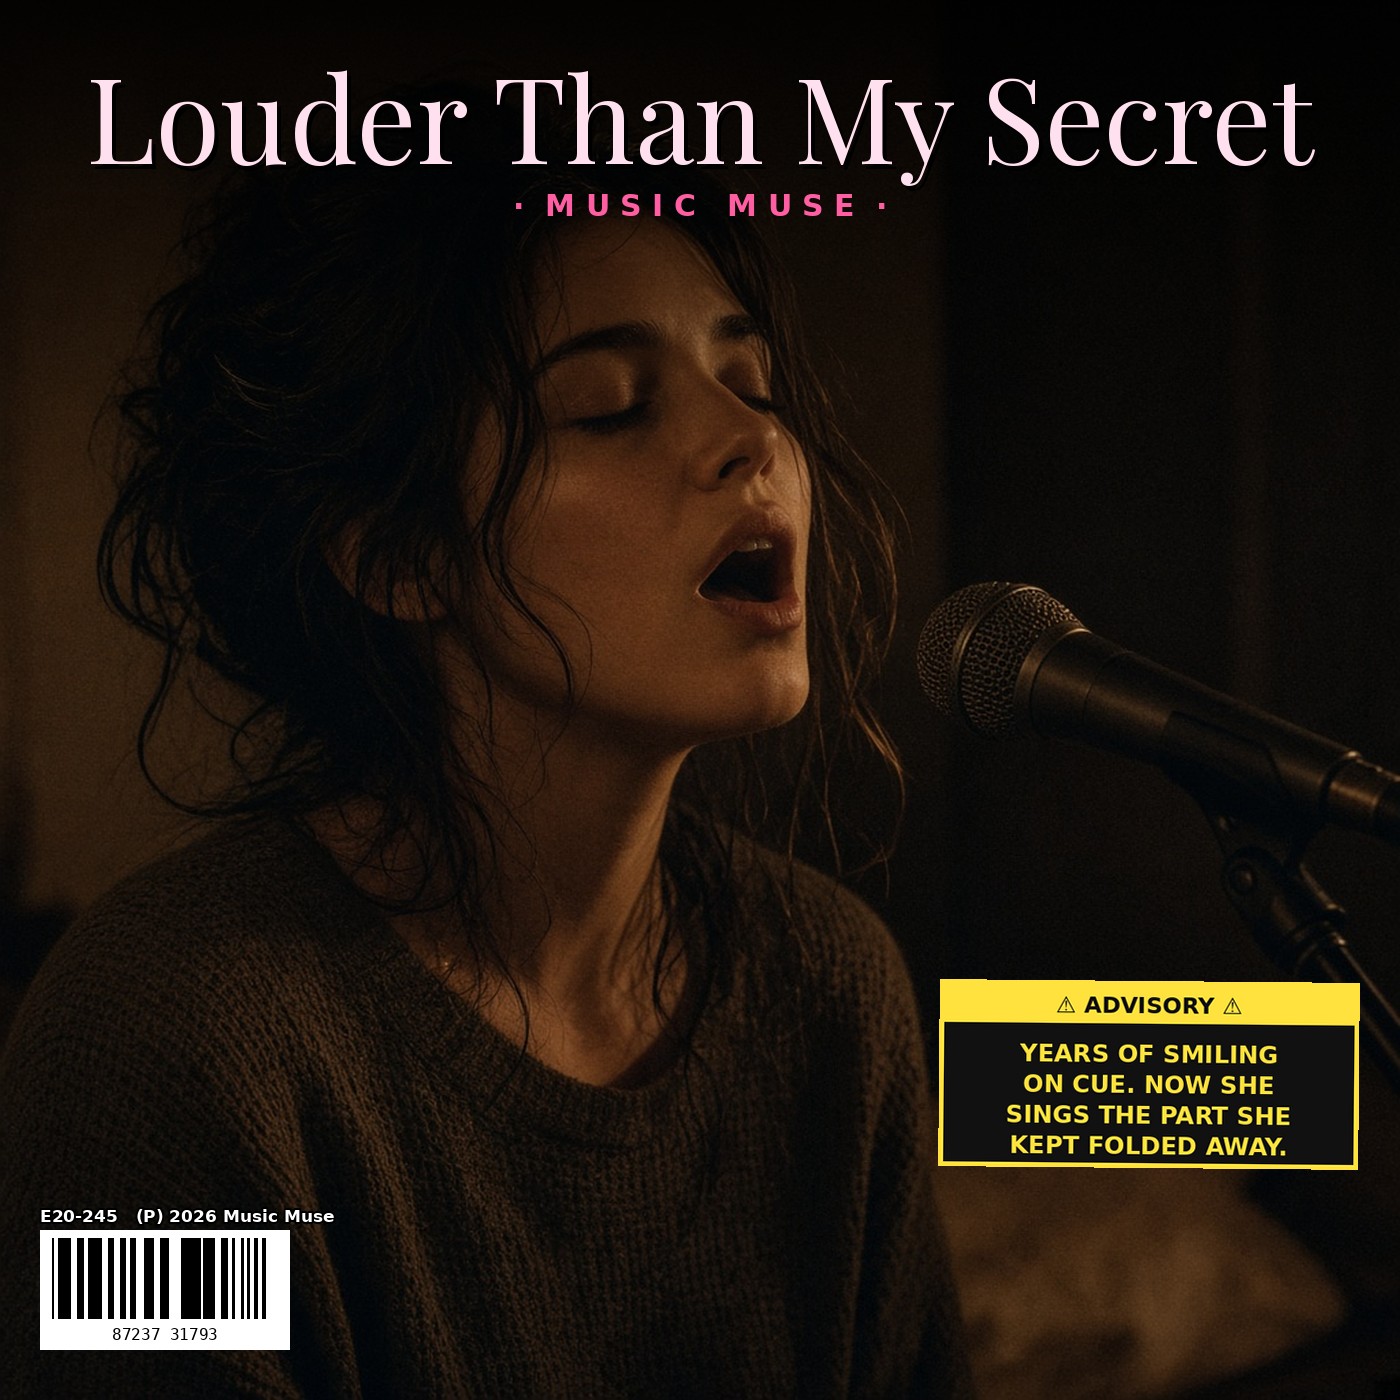 Louder Than My Secret
· MUSIC MUSE ·
⚠ ADVISORY ⚠
YEARS OF SMILING
ON CUE. NOW SHE
SINGS THE PART SHE
KEPT FOLDED AWAY.
E20-245 (P) 2026 Music Muse
87237 31793